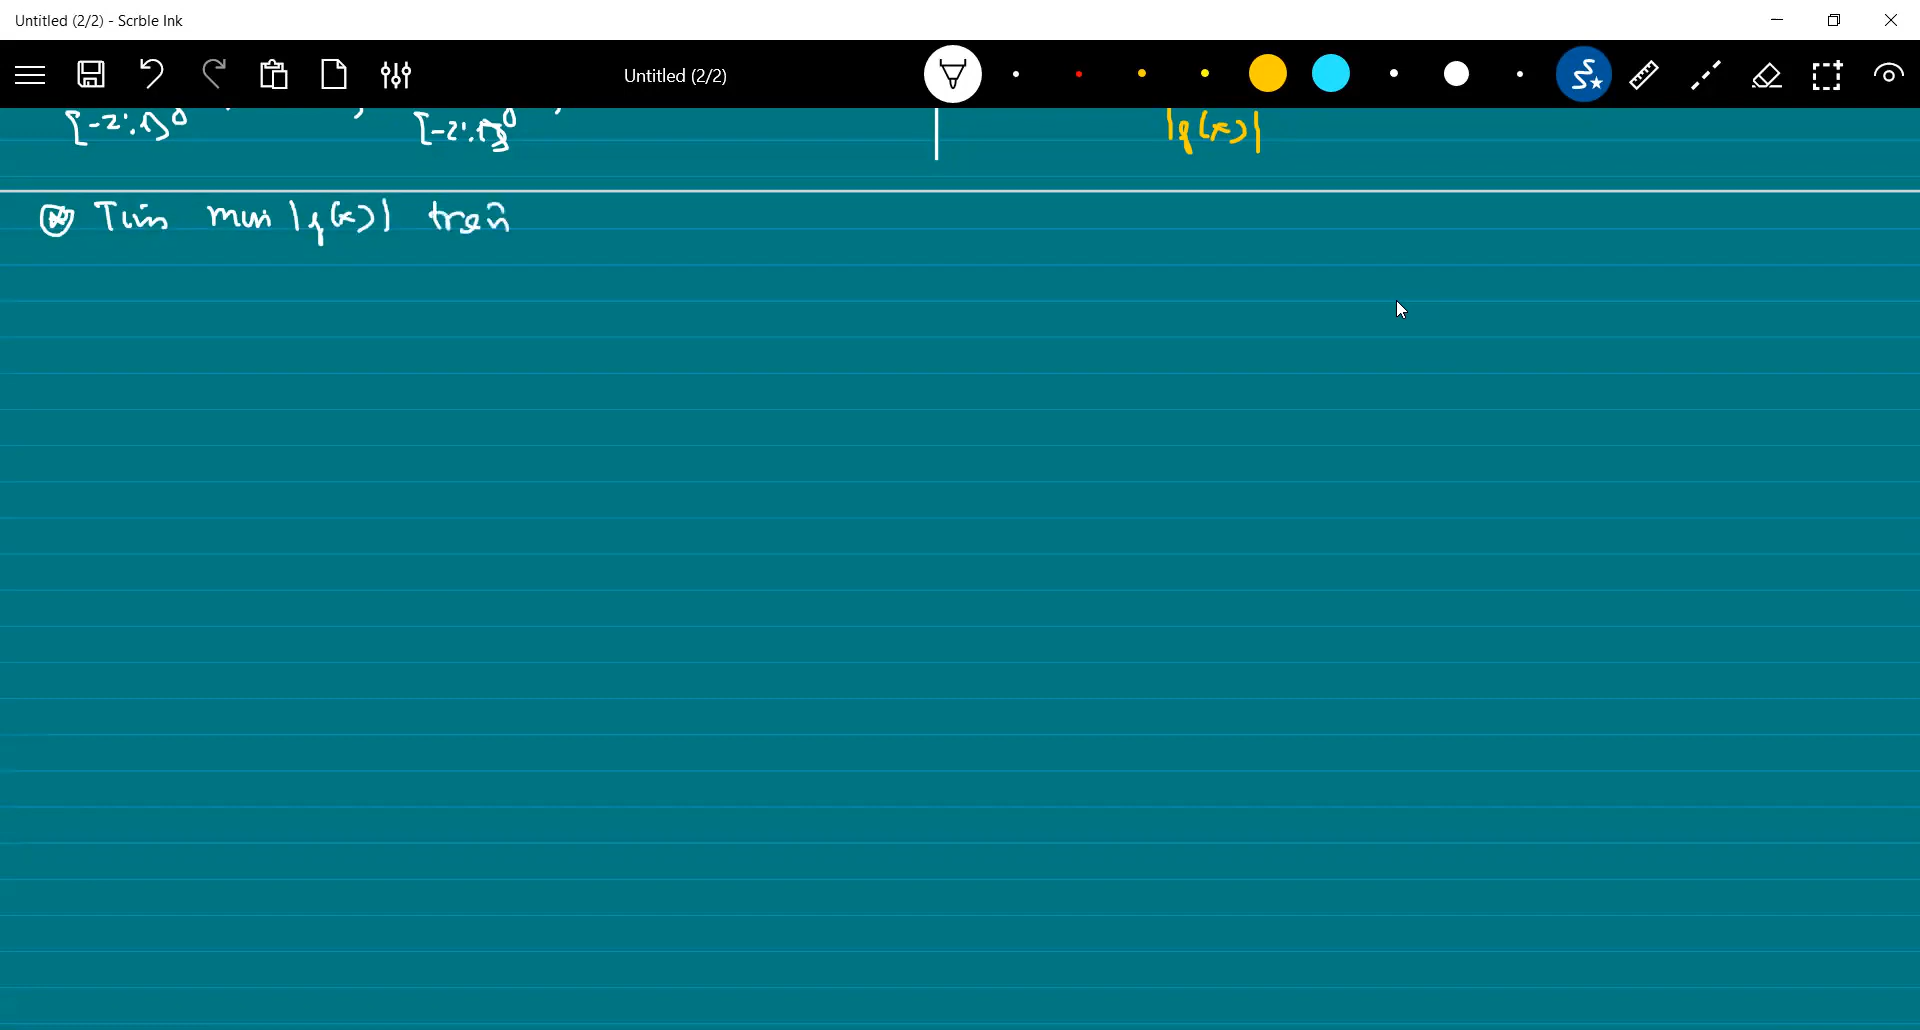 Untitled (2/2) - Scrble Ink
Untitled (2/2)
[-2;1] [-2;1] |f(x)|
⊛ Tìm min |f(x)| trên